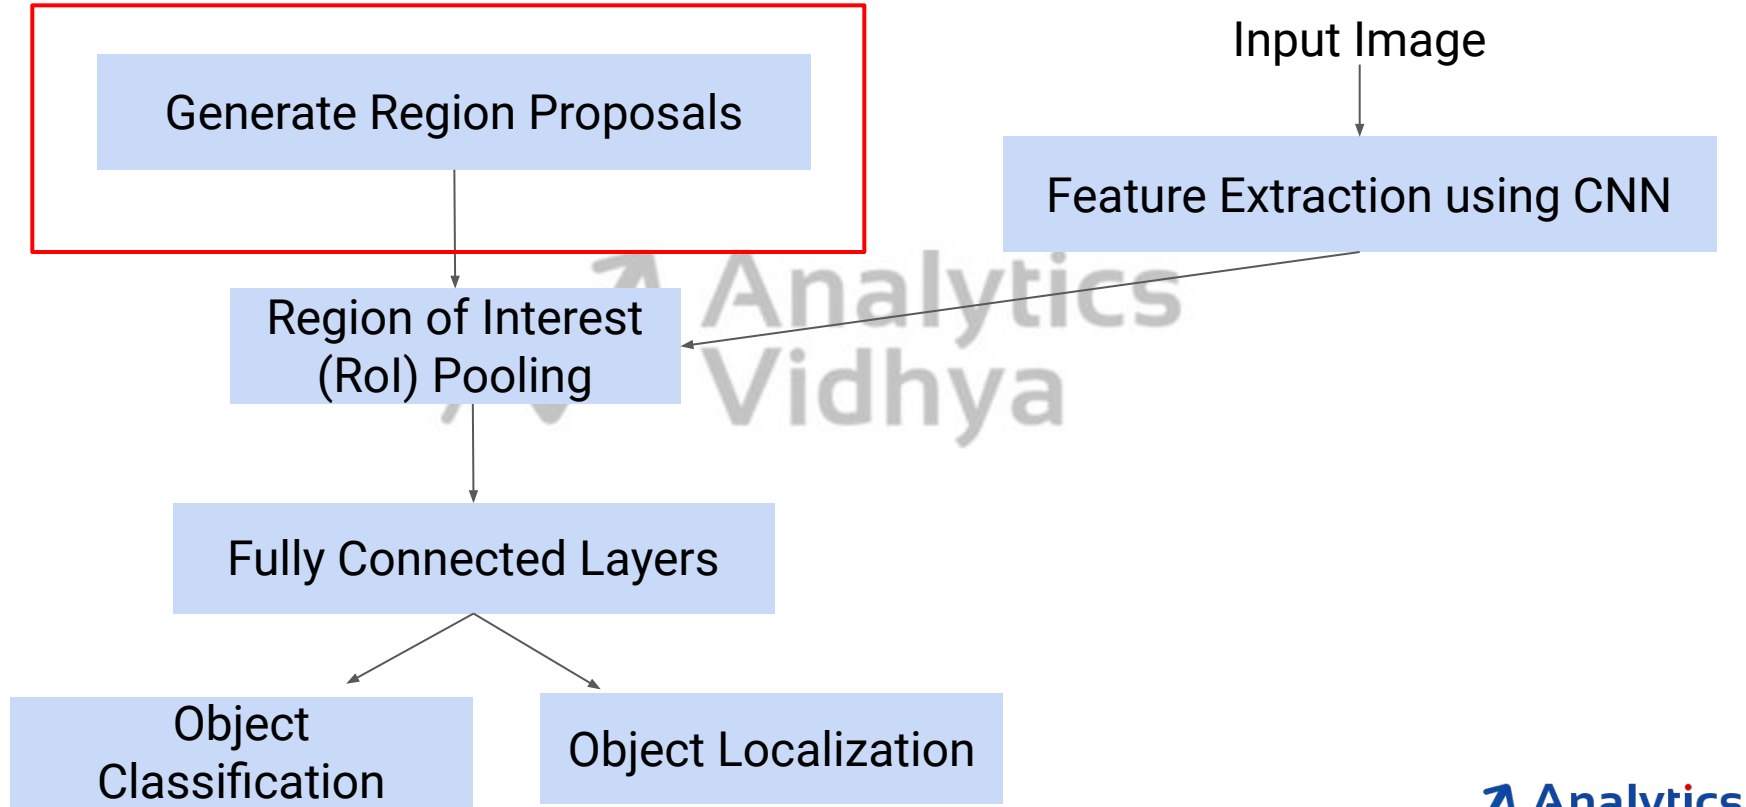 Input Image
Generate Region Proposals
Feature Extraction using CNN
Analytics
Vidhya
Region of Interest
(RoI) Pooling
Fully Connected Layers
Object
Classification
Object Localization
Analytics